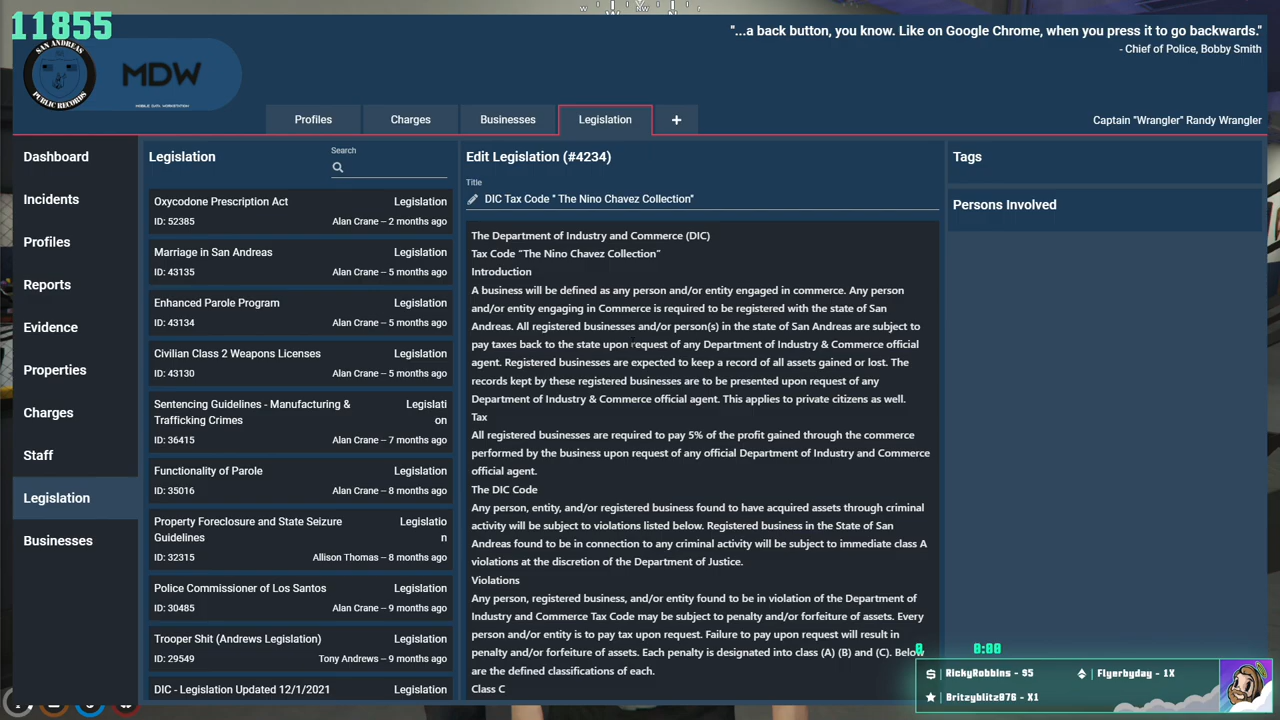 11855
SAN ANDREAS
PUBLIC RECORDS
MDW
MOBILE DATA WORKSTATION
W
NW
N
"...a back button, you know. Like on Google Chrome, when you press it to go backwards."
- Chief of Police, Bobby Smith
Profiles
Charges
Businesses
Legislation
+
Captain "Wrangler" Randy Wrangler
Dashboard
Incidents
Profiles
Reports
Evidence
Properties
Charges
Staff
Legislation
Businesses
Legislation
Search
Oxycodone Prescription Act Legislation
ID: 52385 Alan Crane – 2 months ago
Marriage in San Andreas Legislation
ID: 43135 Alan Crane – 5 months ago
Enhanced Parole Program Legislation
ID: 43134 Alan Crane – 5 months ago
Civilian Class 2 Weapons Licenses Legislation
ID: 43130 Alan Crane – 5 months ago
Sentencing Guidelines - Manufacturing & Legislati
Trafficking Crimes on
ID: 36415 Alan Crane – 7 months ago
Functionality of Parole Legislation
ID: 35016 Alan Crane – 8 months ago
Property Foreclosure and State Seizure Legislatio
Guidelines n
ID: 32315 Allison Thomas – 8 months ago
Police Commissioner of Los Santos Legislation
ID: 30485 Alan Crane – 9 months ago
Trooper Shit (Andrews Legislation) Legislation
ID: 29549 Tony Andrews – 9 months ago
DIC - Legislation Updated 12/1/2021 Legislation
Edit Legislation (#4234)
Title
DIC Tax Code " The Nino Chavez Collection"
The Department of Industry and Commerce (DIC)
Tax Code "The Nino Chavez Collection"
Introduction
A business will be defined as any person and/or entity engaged in commerce. Any person
and/or entity engaging in Commerce is required to be registered with the state of San
Andreas. All registered businesses and/or person(s) in the state of San Andreas are subject to
pay taxes back to the state upon request of any Department of Industry & Commerce official
agent. Registered businesses are expected to keep a record of all assets gained or lost. The
records kept by these registered businesses are to be presented upon request of any
Department of Industry & Commerce official agent. This applies to private citizens as well.
Tax
All registered businesses are required to pay 5% of the profit gained through the commerce
performed by the business upon request of any official Department of Industry and Commerce
official agent.
The DIC Code
Any person, entity, and/or registered business found to have acquired assets through criminal
activity will be subject to violations listed below. Registered business in the State of San
Andreas found to be in connection to any criminal activity will be subject to immediate class A
violations at the discretion of the Department of Justice.
Violations
Any person, registered business, and/or entity found to be in violation of the Department of
Industry and Commerce Tax Code may be subject to penalty and/or forfeiture of assets. Every
person and/or entity is to pay tax upon request. Failure to pay upon request will result in
penalty and/or forfeiture of assets. Each penalty is designated into class (A) (B) and (C). Below
are the defined classifications of each.
Class C
Tags
Persons Involved
0 0:00
RickyRobbins - 95
Flyerbyday - 1X
Britzyblitz876 - X1